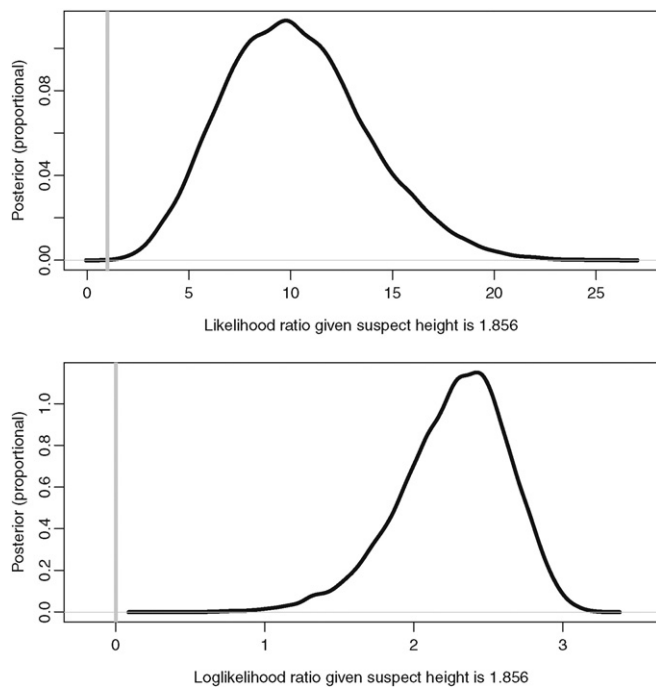 Posterior (proportional)
0.00
0.04
0.08
0 5 10 15 20 25
Likelihood ratio given suspect height is 1.856
Posterior (proportional)
0.0 0.2 0.4 0.6 0.8 1.0
0 1 2 3
Loglikelihood ratio given suspect height is 1.856